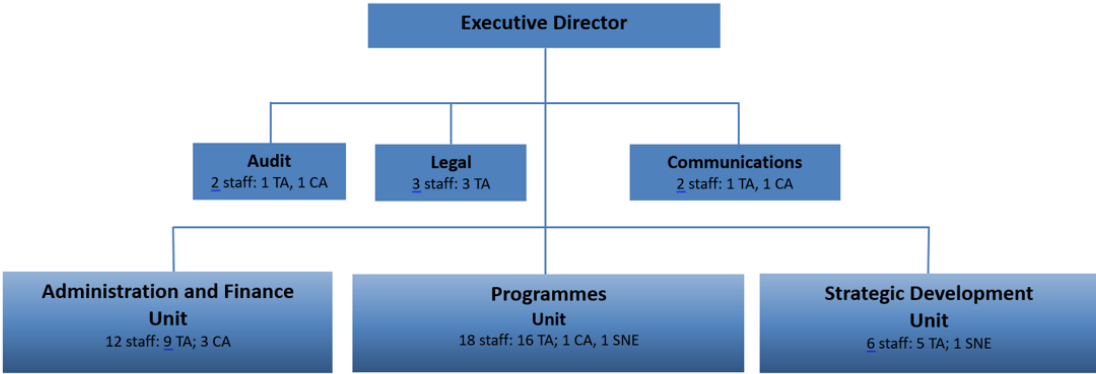 Executive Director
Audit
2 staff: 1 TA, 1 CA
Legal
3 staff: 3 TA
Communications
2 staff: 1 TA, 1 CA
Administration and Finance
Unit
12 staff: 9 TA; 3 CA
Programmes
Unit
18 staff: 16 TA; 1 CA, 1 SNE
Strategic Development
Unit
6 staff: 5 TA; 1 SNE